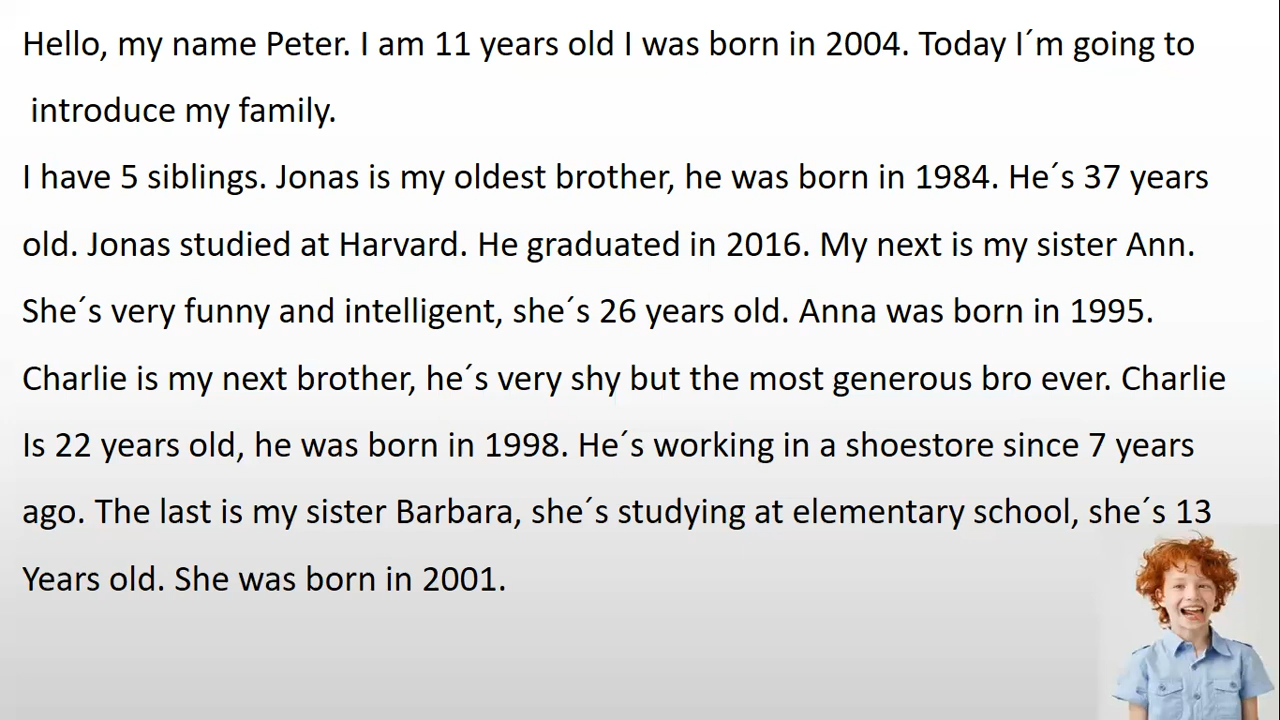 Hello, my name Peter. I am 11 years old I was born in 2004. Today I´m going to
introduce my family.
I have 5 siblings. Jonas is my oldest brother, he was born in 1984. He´s 37 years
old. Jonas studied at Harvard. He graduated in 2016. My next is my sister Ann.
She´s very funny and intelligent, she´s 26 years old. Anna was born in 1995.
Charlie is my next brother, he´s very shy but the most generous bro ever. Charlie
Is 22 years old, he was born in 1998. He´s working in a shoestore since 7 years
ago. The last is my sister Barbara, she´s studying at elementary school, she´s 13
Years old. She was born in 2001.